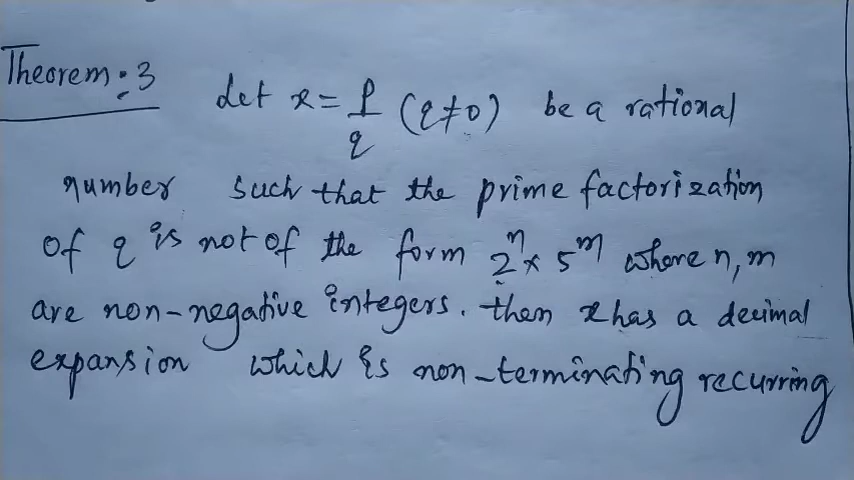 Theorem:3
Let x = p/q (q≠0) be a rational
number such that the prime factorization
of q is not of the form 2ⁿ × 5ᵐ where n, m
are non-negative integers. then x has a decimal
expansion which is non-terminating recurring